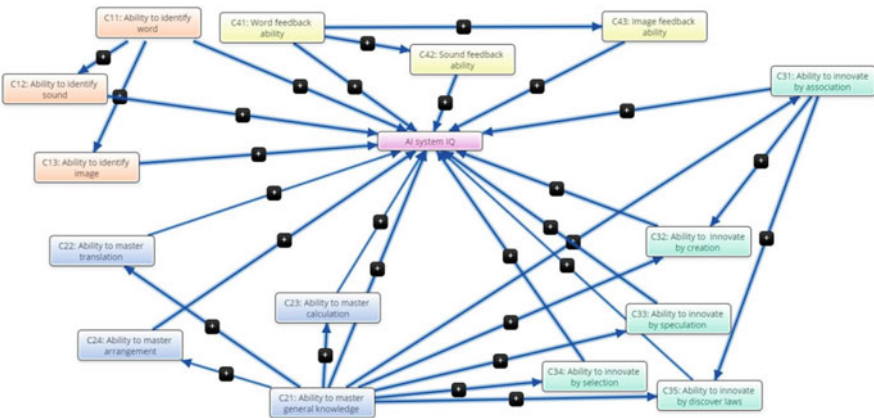 C11: Ability to identify
word
C41: Word feedback
ability
C43: Image feedback
ability
C42: Sound feedback
ability
C12: Ability to identify
sound
C31: Ability to innovate
by association
AI system IQ
C13: Ability to identify
image
C22: Ability to master
translation
C32: Ability to innovate
by creation
C23: Ability to master
calculation
C33: Ability to innovate
by speculation
C24: Ability to master
arrangement
C34: Ability to innovate
by selection
C21: Ability to master
general knowledge
C35: Ability to innovate
by discover laws